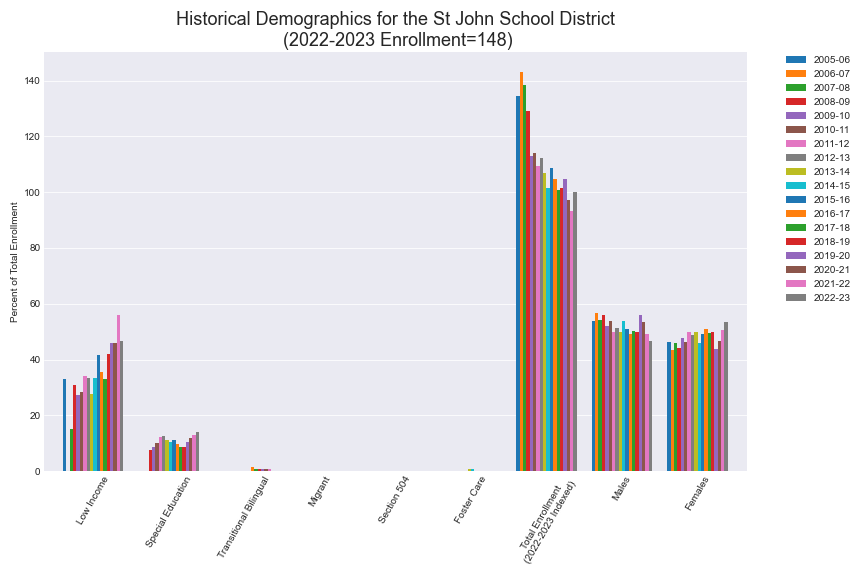 Historical Demographics for the St John School District
(2022-2023 Enrollment=148)
Percent of Total Enrollment
140
120
100
80
60
40
20
0
Low Income
Special Education
Transitional Bilingual
Migrant
Section 504
Foster Care
Total Enrollment
(2022-2023 Indexed)
Males
Females
2005-06
2006-07
2007-08
2008-09
2009-10
2010-11
2011-12
2012-13
2013-14
2014-15
2015-16
2016-17
2017-18
2018-19
2019-20
2020-21
2021-22
2022-23